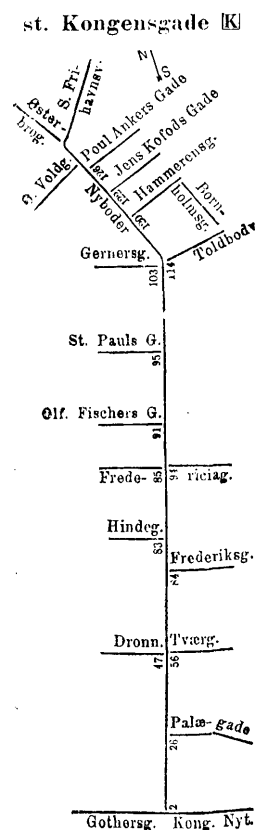 st. Kongensgade K
N
S
S. Fri-
havnsv.
Øster-
brog.
Ø. Voldg.
Poul Ankers Gade
Jens Kofods Gade
Hammerensg.
Born-
holmsg.
Toldbodv
Nyboder
Gernersg.
103 114
St. Pauls G.
95
Olf. Fischers G.
91
Frede- 85 94 riciag.
Hindeg.
83
Frederiksg.
84
Dronn. Tværg.
47 56
Palæ-gade
26
2
Gothersg. Kong. Nyt.